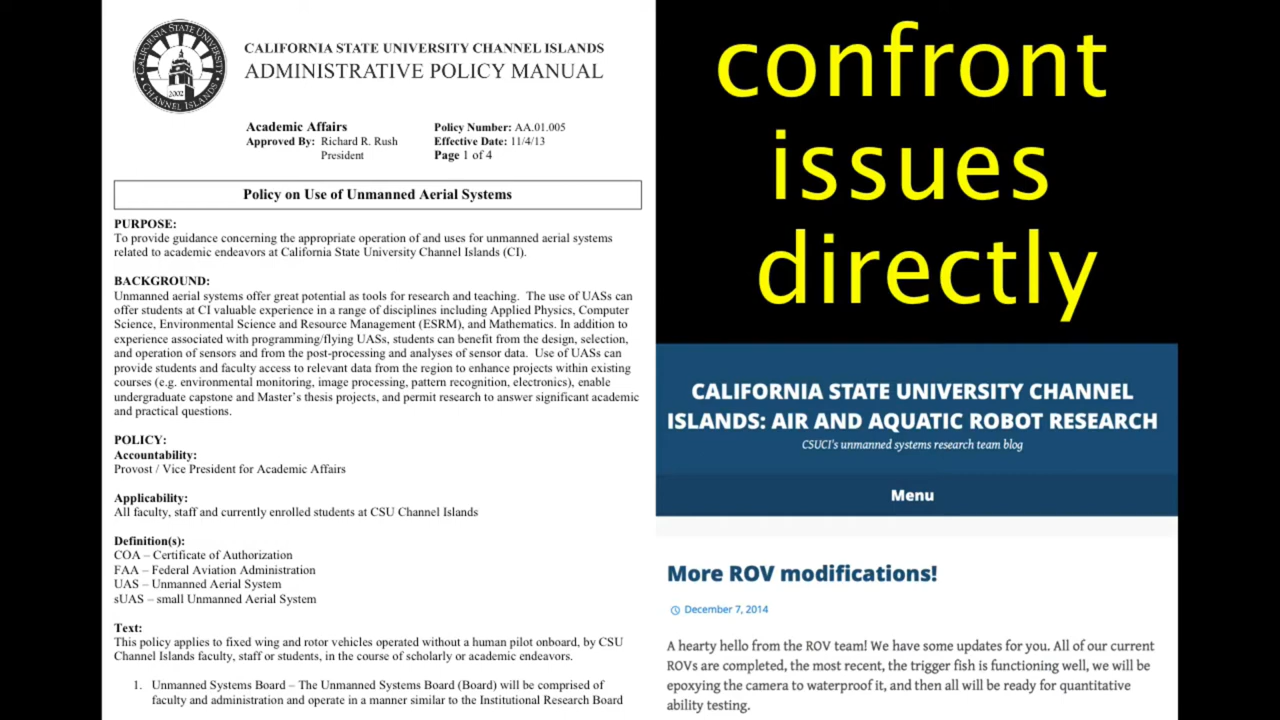 CALIFORNIA STATE UNIVERSITY
CHANNEL ISLANDS
2002
CALIFORNIA STATE UNIVERSITY CHANNEL ISLANDS
ADMINISTRATIVE POLICY MANUAL
Academic Affairs
Approved By: Richard R. Rush
President
Policy Number: AA.01.005
Effective Date: 11/4/13
Page 1 of 4
Policy on Use of Unmanned Aerial Systems
PURPOSE:
To provide guidance concerning the appropriate operation of and uses for unmanned aerial systems
related to academic endeavors at California State University Channel Islands (CI).
BACKGROUND:
Unmanned aerial systems offer great potential as tools for research and teaching. The use of UASs can
offer students at CI valuable experience in a range of disciplines including Applied Physics, Computer
Science, Environmental Science and Resource Management (ESRM), and Mathematics. In addition to
experience associated with programming/flying UASs, students can benefit from the design, selection,
and operation of sensors and from the post-processing and analyses of sensor data. Use of UASs can
provide students and faculty access to relevant data from the region to enhance projects within existing
courses (e.g. environmental monitoring, image processing, pattern recognition, electronics), enable
undergraduate capstone and Master's thesis projects, and permit research to answer significant academic
and practical questions.
POLICY:
Accountability:
Provost / Vice President for Academic Affairs
Applicability:
All faculty, staff and currently enrolled students at CSU Channel Islands
Definition(s):
COA – Certificate of Authorization
FAA – Federal Aviation Administration
UAS – Unmanned Aerial System
sUAS – small Unmanned Aerial System
Text:
This policy applies to fixed wing and rotor vehicles operated without a human pilot onboard, by CSU
Channel Islands faculty, staff or students, in the course of scholarly or academic endeavors.
1. Unmanned Systems Board – The Unmanned Systems Board (Board) will be comprised of
faculty and administration and operate in a manner similar to the Institutional Research Board
confront
issues
directly
CALIFORNIA STATE UNIVERSITY CHANNEL
ISLANDS: AIR AND AQUATIC ROBOT RESEARCH
CSUCI's unmanned systems research team blog
Menu
More ROV modifications!
December 7, 2014
A hearty hello from the ROV team! We have some updates for you. All of our current
ROVs are completed, the most recent, the trigger fish is functioning well, we will be
epoxying the camera to waterproof it, and then all will be ready for quantitative
ability testing.